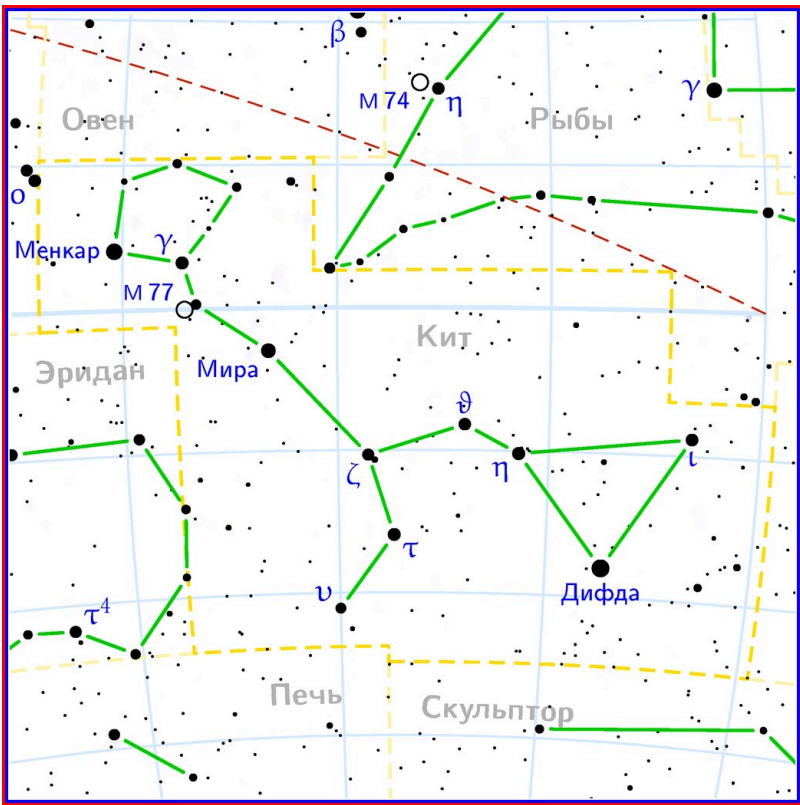 β
М 74
η
γ
Овен
Рыбы
ο
Менкар
γ
М 77
Кит
Мира
Эридан
ϑ
ζ
η
ι
τ
Дифда
υ
τ⁴
Печь
Скульптор